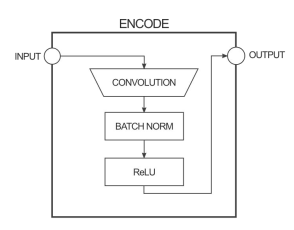 ENCODE
INPUT
OUTPUT
CONVOLUTION
BATCH NORM
ReLU